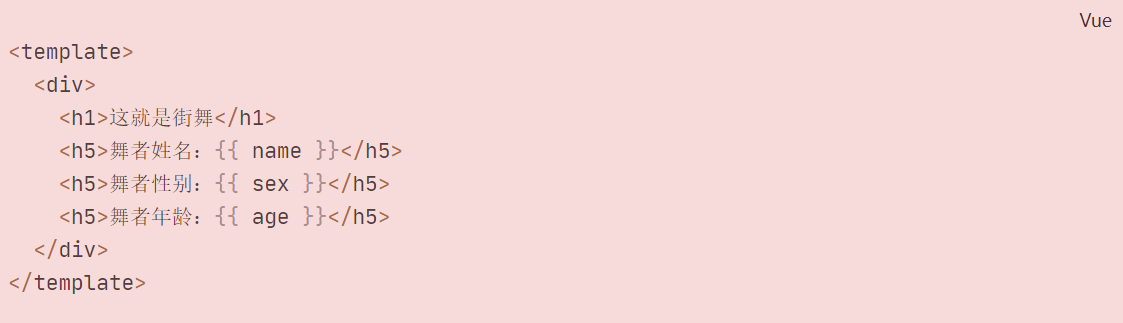 Vue
<template>
  <div>
    <h1>这就是街舞</h1>
    <h5>舞者姓名：{{ name }}</h5>
    <h5>舞者性别：{{ sex }}</h5>
    <h5>舞者年龄：{{ age }}</h5>
  </div>
</template>